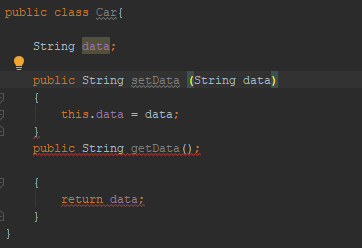 public class Car{
String data;
public String setData (String data)
{
this.data = data;
}
public String getData();
{
return data;
}
}